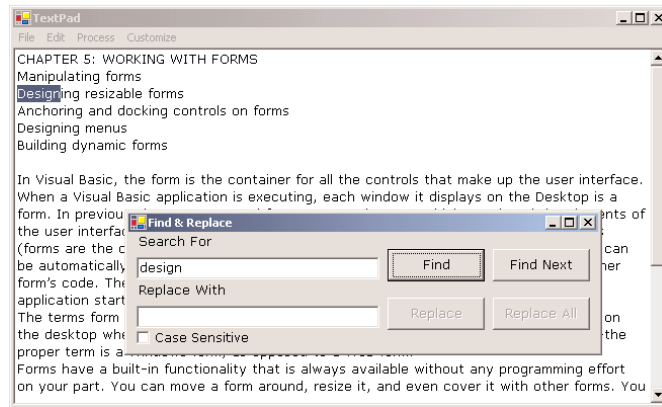 TextPad
File Edit Process Customize
CHAPTER 5: WORKING WITH FORMS
Manipulating forms
Designing resizable forms
Anchoring and docking controls on forms
Designing menus
Building dynamic forms
In Visual Basic, the form is the container for all the controls that make up the user interface.
When a Visual Basic application is executing, each window it displays on the Desktop is a
form. In previou
ents of
the user interfac
(forms are the c
can
be automatically
her
form's code. The
application start
The terms form
on
the desktop whe
the
proper term is a
Forms have a built-in functionality that is always available without any programming effort
on your part. You can move a form around, resize it, and even cover it with other forms. You
Find & Replace
Search For
design
Find
Find Next
Replace With
Replace
Replace All
Case Sensitive